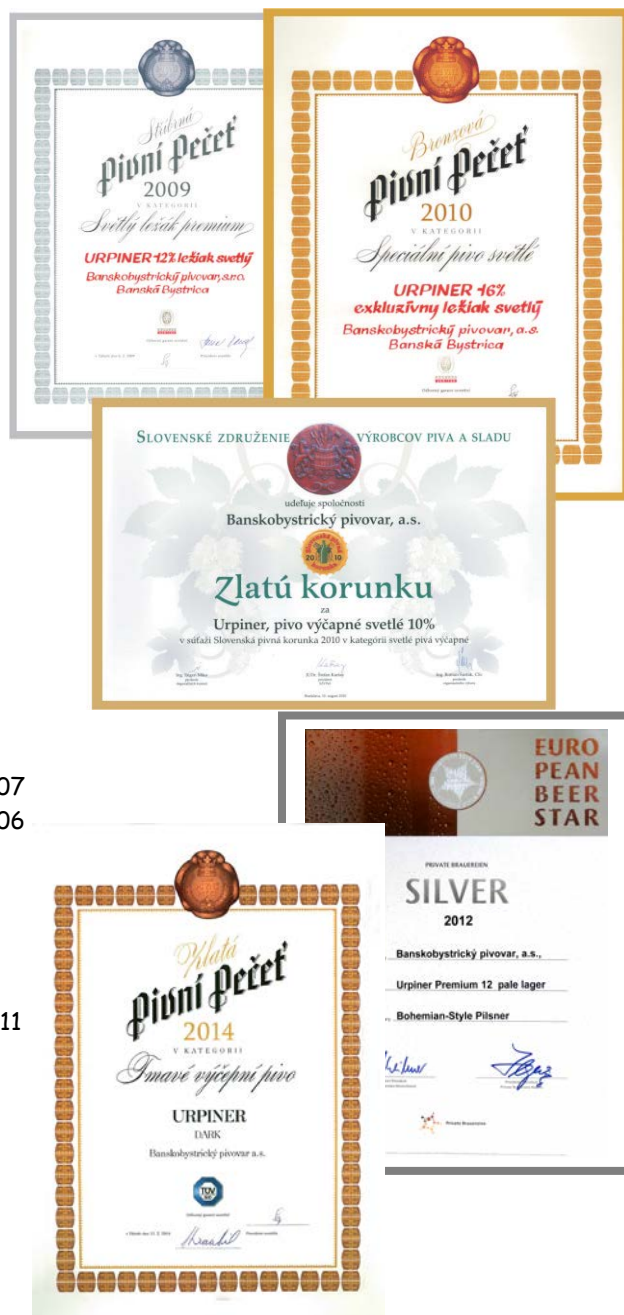 Stříbrná
Pivní Pečeť
2009
V KATEGORII
Světlý ležák premium
URPINER 12% ležiak svetlý
Banskobystrický pivovar, s.r.o.
Banská Bystrica
Bronzová
Pivní Pečeť
2010
V KATEGORII
Speciální pivo světlé
URPINER 16%
exkluzívny ležiak svetlý
Banskobystrický pivovar, a.s.
Banská Bystrica
SLOVENSKÉ ZDRUŽENIE VÝROBCOV PIVA A SLADU
udeľuje spoločnosti
Banskobystrický pivovar, a.s.
2010
Zlatú korunku
za
Urpiner, pivo výčapné svetlé 10%
v súťaži Slovenská pivná korunka 2010 v kategórii svetlé pivá výčapné
07
06
11
EURO
PEAN
BEER
STAR
PRIVATE BRAUEREIEN
SILVER
2012
Banskobystrický pivovar, a.s.,
Urpiner Premium 12 pale lager
Bohemian-Style Pilsner
Private Brauereien
Zlatá
Pivní Pečeť
2014
V KATEGORII
Tmavé výčepní pivo
URPINER
DARK
Banskobystrický pivovar a.s.
TÜV